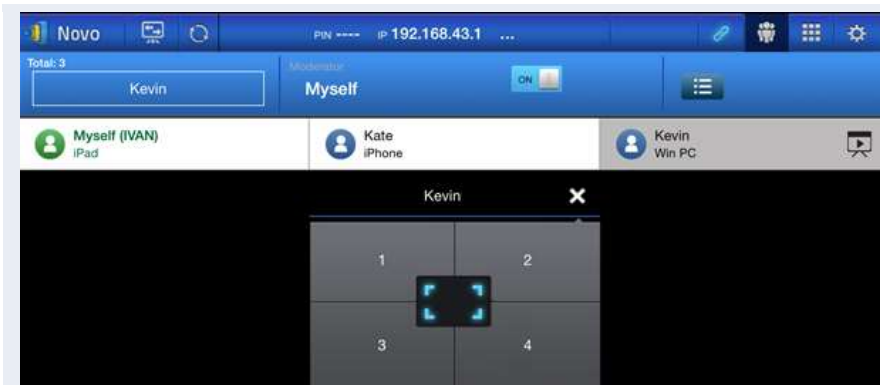 Novo PIN ---- IP 192.168.43.1 ...
Total: 3
Kevin
Moderator
Myself
ON
Myself (IVAN)
iPad
Kate
iPhone
Kevin
Win PC
Kevin
1 2
3 4